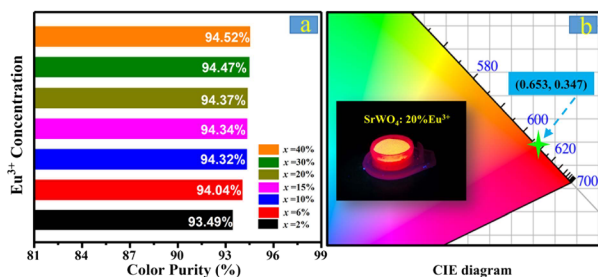 a
94.52%
94.47%
94.37%
94.34%
94.32%
94.04%
93.49%
x =40%
x =30%
x =20%
x =15%
x =10%
x =6%
x =2%
Eu³⁺ Concentration
81 84 87 90 93 96 99
Color Purity (%)
b
580
(0.653, 0.347)
600
620
700
SrWO₄: 20%Eu³⁺
CIE diagram